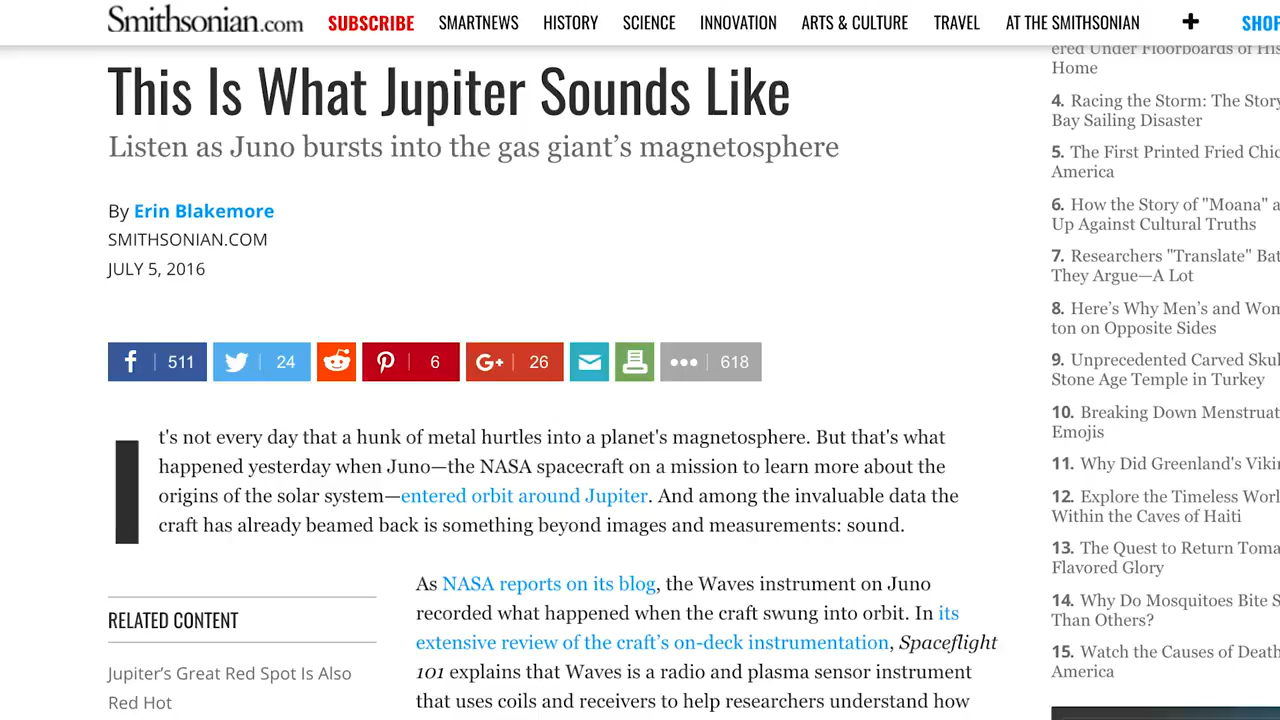 Smithsonian.com SUBSCRIBE SMARTNEWS HISTORY SCIENCE INNOVATION ARTS & CULTURE TRAVEL AT THE SMITHSONIAN + SHOP
This Is What Jupiter Sounds Like
Listen as Juno bursts into the gas giant’s magnetosphere
By Erin Blakemore
SMITHSONIAN.COM
JULY 5, 2016
511 24 6 G+ 26 618
It's not every day that a hunk of metal hurtles into a planet's magnetosphere. But that's what
happened yesterday when Juno—the NASA spacecraft on a mission to learn more about the
origins of the solar system—entered orbit around Jupiter. And among the invaluable data the
craft has already beamed back is something beyond images and measurements: sound.
As NASA reports on its blog, the Waves instrument on Juno
recorded what happened when the craft swung into orbit. In its
extensive review of the craft’s on-deck instrumentation, Spaceflight
101 explains that Waves is a radio and plasma sensor instrument
that uses coils and receivers to help researchers understand how
RELATED CONTENT
Jupiter’s Great Red Spot Is Also
Red Hot
ered Under Floorboards of His
Home
4. Racing the Storm: The Story
Bay Sailing Disaster
5. The First Printed Fried Chic
America
6. How the Story of "Moana" a
Up Against Cultural Truths
7. Researchers "Translate" Bat
They Argue—A Lot
8. Here’s Why Men’s and Wom
ton on Opposite Sides
9. Unprecedented Carved Skul
Stone Age Temple in Turkey
10. Breaking Down Menstruat
Emojis
11. Why Did Greenland's Viki
12. Explore the Timeless Worl
Within the Caves of Haiti
13. The Quest to Return Toma
Flavored Glory
14. Why Do Mosquitoes Bite S
Than Others?
15. Watch the Causes of Death
America